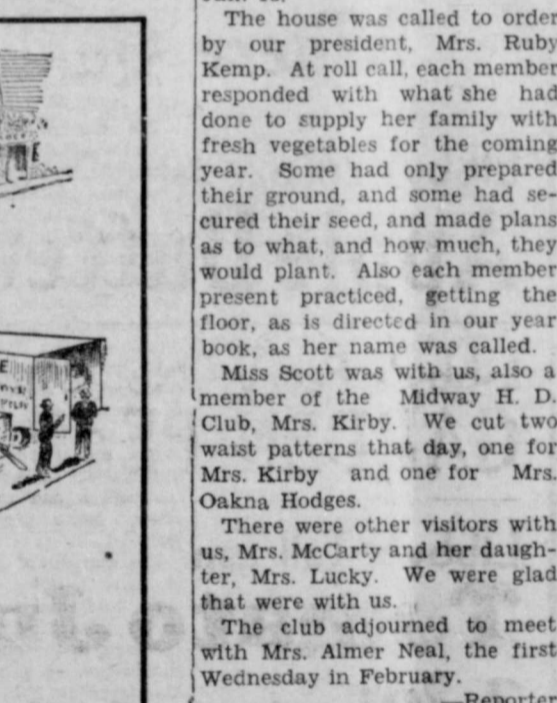 The house was called to order
by our president, Mrs. Ruby
Kemp. At roll call, each member
responded with what she had
done to supply her family with
fresh vegetables for the coming
year. Some had only prepared
their ground, and some had se-
cured their seed, and made plans
as to what, and how much, they
would plant. Also each member
present practiced, getting the
floor, as is directed in our year
book, as her name was called.
Miss Scott was with us, also a
member of the Midway H. D.
Club, Mrs. Kirby. We cut two
waist patterns that day, one for
Mrs. Kirby and one for Mrs.
Oakna Hodges.
There were other visitors with
us, Mrs. McCarty and her daugh-
ter, Mrs. Lucky. We were glad
that were with us.
The club adjourned to meet
with Mrs. Almer Neal, the first
Wednesday in February.
—Reporter